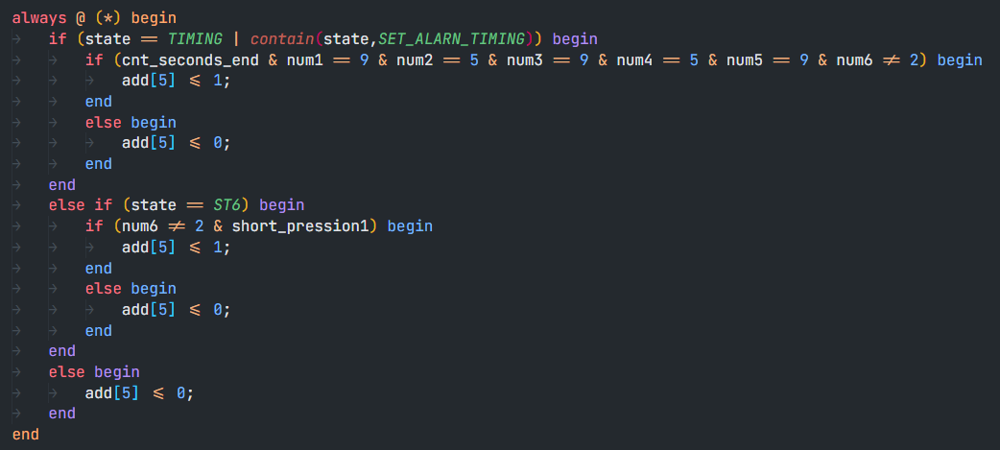 always @ (*) begin
if (state == TIMING | contain(state,SET_ALARN_TIMING)) begin
if (cnt_seconds_end & num1 == 9 & num2 == 5 & num3 == 9 & num4 == 5 & num5 == 9 & num6 != 2) begin
add[5] <= 1;
end
else begin
add[5] <= 0;
end
end
else if (state == ST6) begin
if (num6 != 2 & short_pression1) begin
add[5] <= 1;
end
else begin
add[5] <= 0;
end
end
else begin
add[5] <= 0;
end
end